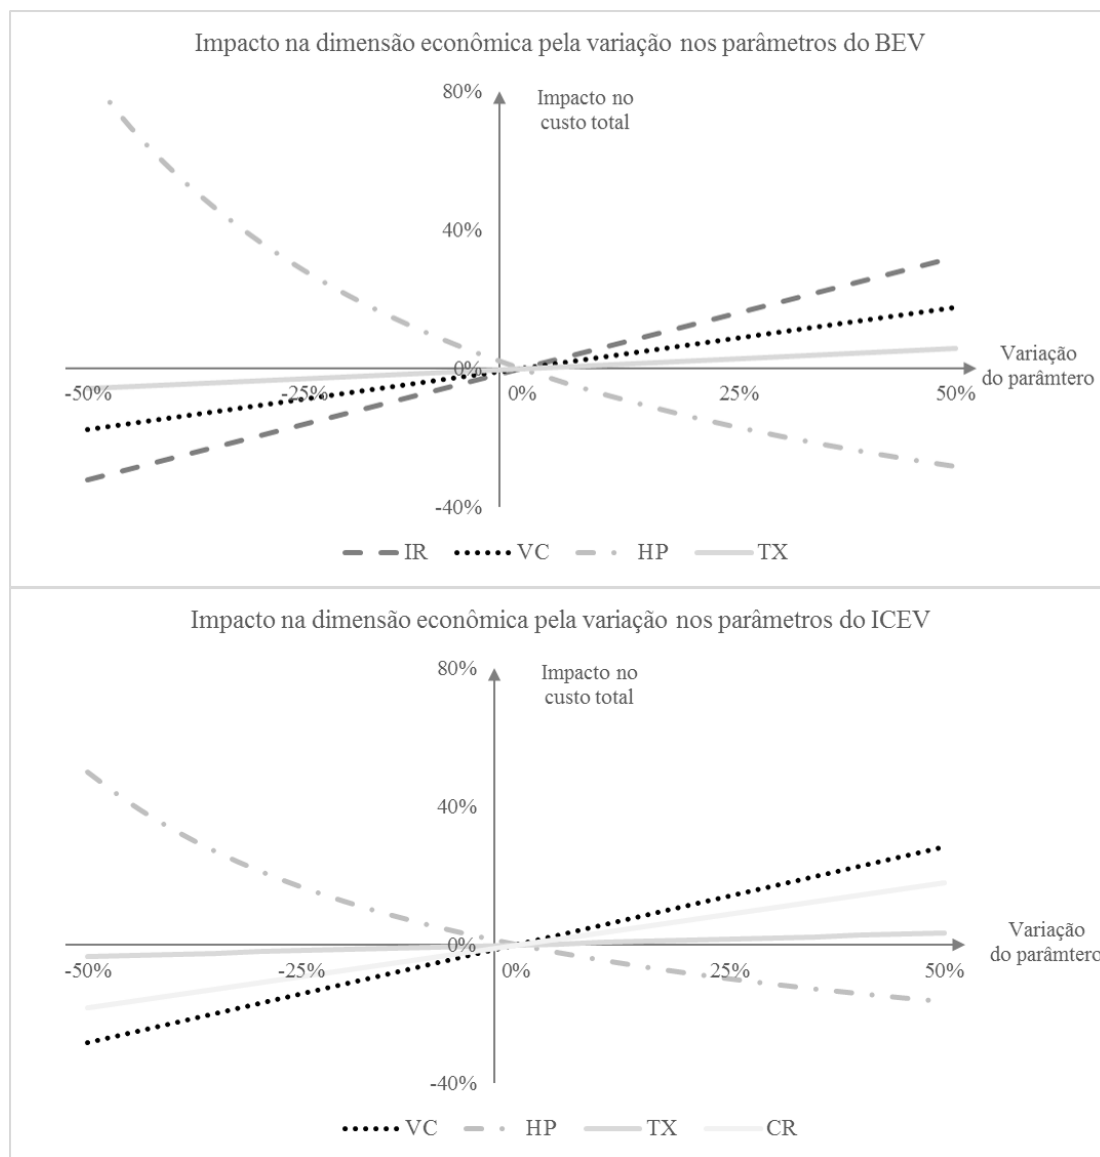 Impacto na dimensão econômica pela variação nos parâmetros do BEV
80%
Impacto no
custo total
40%
0%
Variação
do parâmtero
-50%
-25%
0%
25%
50%
-40%
IR
VC
HP
TX
Impacto na dimensão econômica pela variação nos parâmetros do ICEV
80%
Impacto no
custo total
40%
0%
Variação
do parâmtero
-50%
-25%
0%
25%
50%
-40%
VC
HP
TX
CR